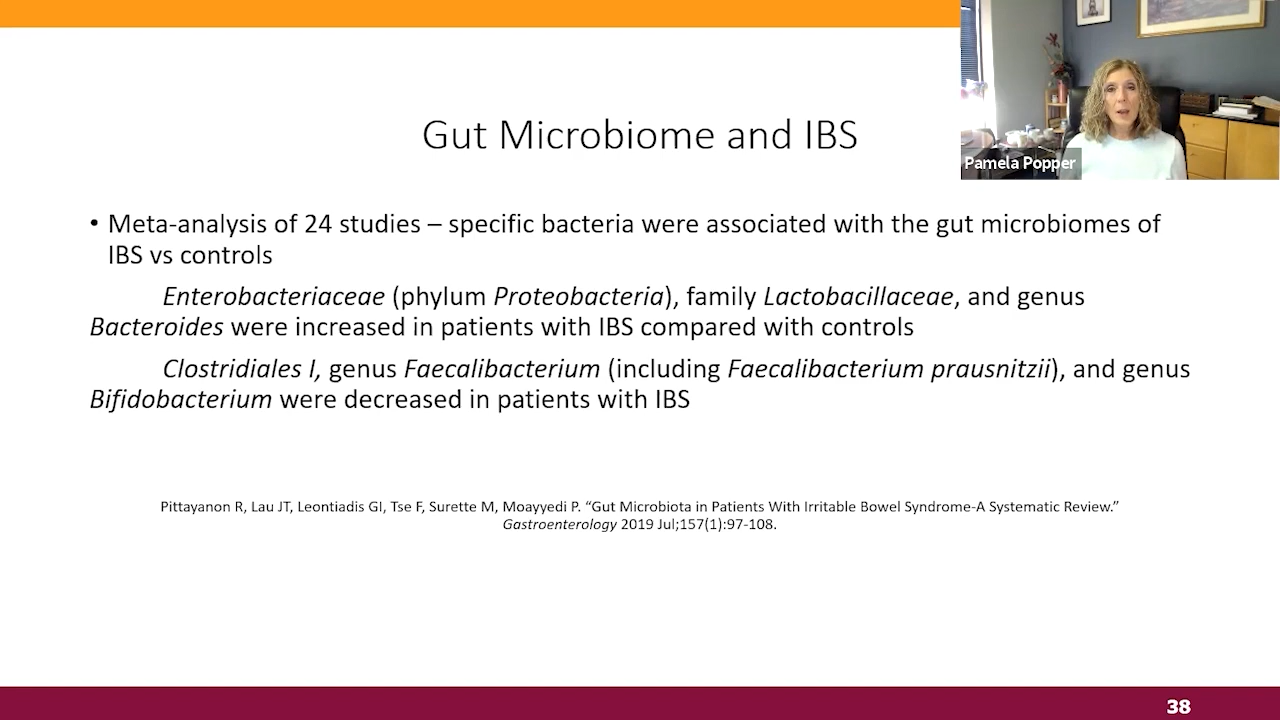 Gut Microbiome and IBS
Pamela Popper
• Meta-analysis of 24 studies – specific bacteria were associated with the gut microbiomes of
IBS vs controls
Enterobacteriaceae (phylum Proteobacteria), family Lactobacillaceae, and genus
Bacteroides were increased in patients with IBS compared with controls
Clostridiales I, genus Faecalibacterium (including Faecalibacterium prausnitzii), and genus
Bifidobacterium were decreased in patients with IBS
Pittayanon R, Lau JT, Leontiadis GI, Tse F, Surette M, Moayyedi P. “Gut Microbiota in Patients With Irritable Bowel Syndrome-A Systematic Review.”
Gastroenterology 2019 Jul;157(1):97-108.
38